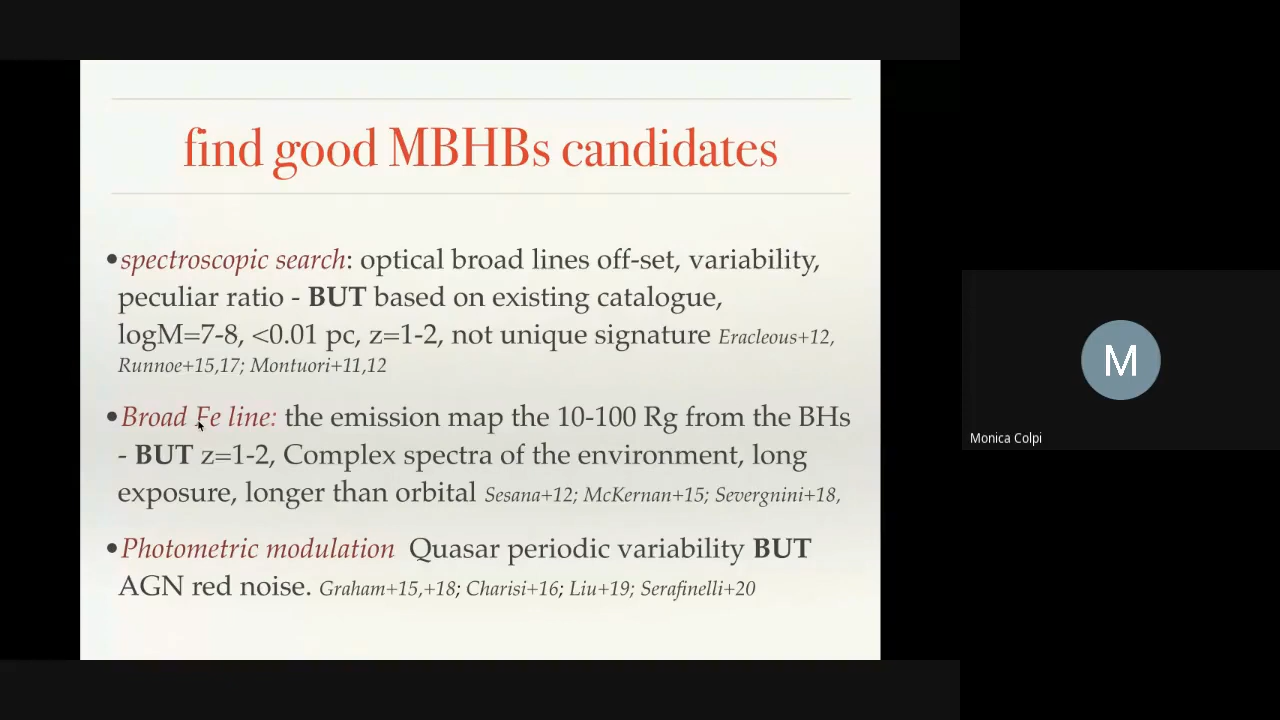 find good MBHBs candidates
•spectroscopic search: optical broad lines off-set, variability,
peculiar ratio - BUT based on existing catalogue,
logM=7-8, <0.01 pc, z=1-2, not unique signature Eracleous+12,
Runnoe+15,17; Montuori+11,12
•Broad Fe line: the emission map the 10-100 Rg from the BHs
- BUT z=1-2, Complex spectra of the environment, long
exposure, longer than orbital Sesana+12; McKernan+15; Severgnini+18,
•Photometric modulation Quasar periodic variability BUT
AGN red noise. Graham+15,+18; Charisi+16; Liu+19; Serafinelli+20
M
Monica Colpi